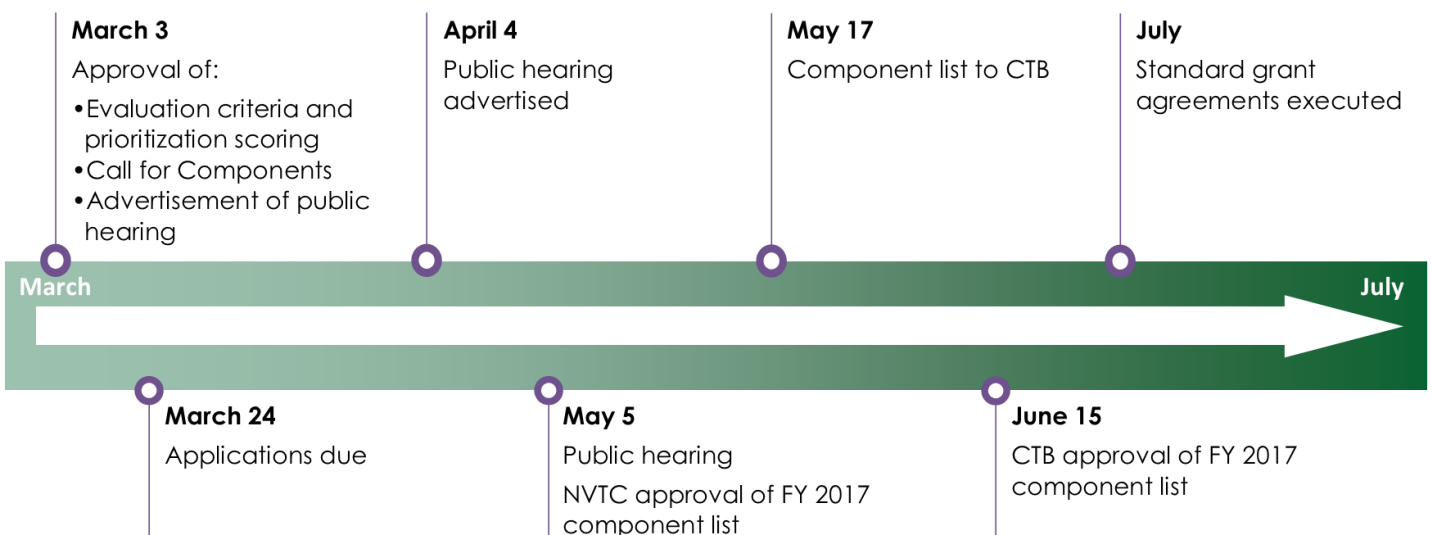 March 3
Approval of:
•Evaluation criteria and
prioritization scoring
•Call for Components
•Advertisement of public
hearing
April 4
Public hearing
advertised
May 17
Component list to CTB
July
Standard grant
agreements executed
March
July
March 24
Applications due
May 5
Public hearing
NVTC approval of FY 2017
component list
June 15
CTB approval of FY 2017
component list